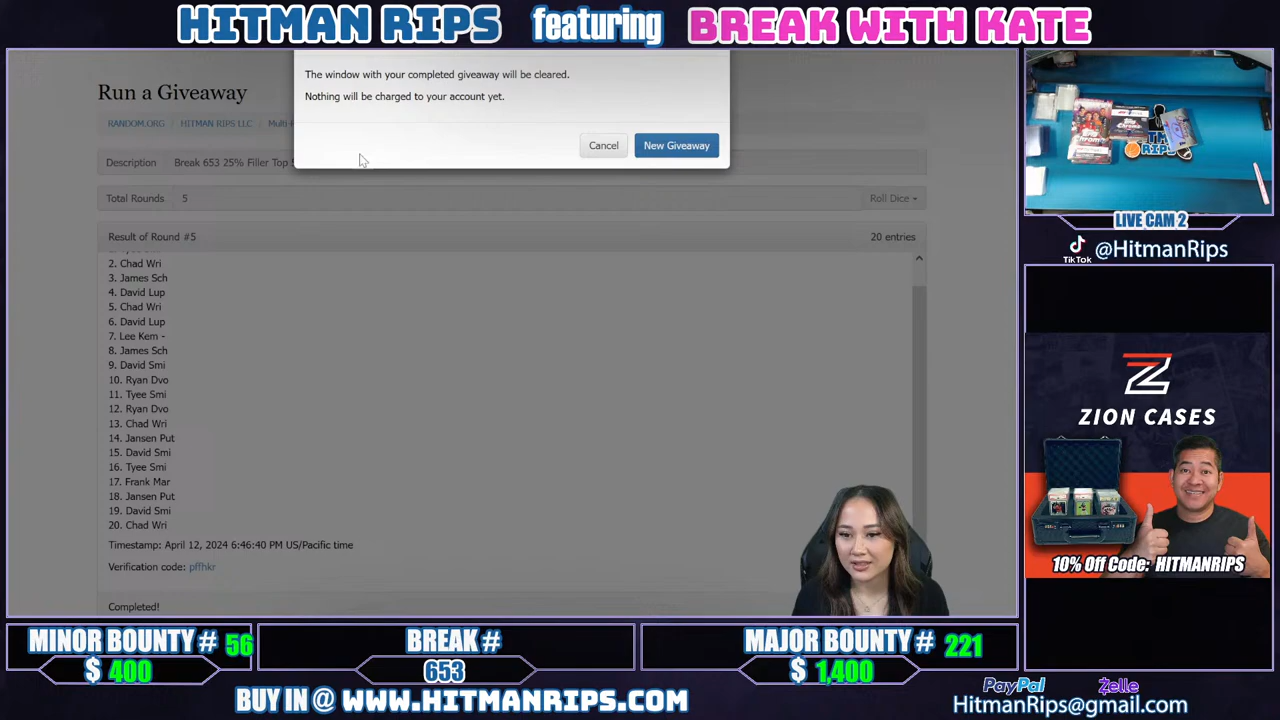 HITMAN RIPS featuring BREAK WITH KATE
The window with your completed giveaway will be cleared.
Nothing will be charged to your account yet.
Cancel
New Giveaway
Run a Giveaway
RANDOM.ORG
HITMAN RIPS LLC
Description
Break 653 25% Filler Top
Total Rounds
5
Roll Dice
Result of Round #5
20 entries
2. Chad Wri
3. James Sch
4. David Lup
5. Chad Wri
6. David Lup
7. Lee Kem -
8. James Sch
9. David Smi
10. Ryan Dvo
11. Tyee Smi
12. Ryan Dvo
13. Chad Wri
14. Jansen Put
15. David Smi
16. Tyee Smi
17. Frank Mar
18. Jansen Put
19. David Smi
20. Chad Wri
Timestamp: April 12, 2024 6:46:40 PM US/Pacific time
Verification code: pffhkr
Completed!
LIVE CAM 2
TikTok
@HitmanRips
Z
ZION CASES
10% Off Code: HITMANRIPS
MINOR BOUNTY # 56
$ 400
BREAK #
653
MAJOR BOUNTY # 221
$ 1,400
BUY IN @ WWW.HITMANRIPS.COM
PayPal
Zelle
HitmanRips@gmail.com